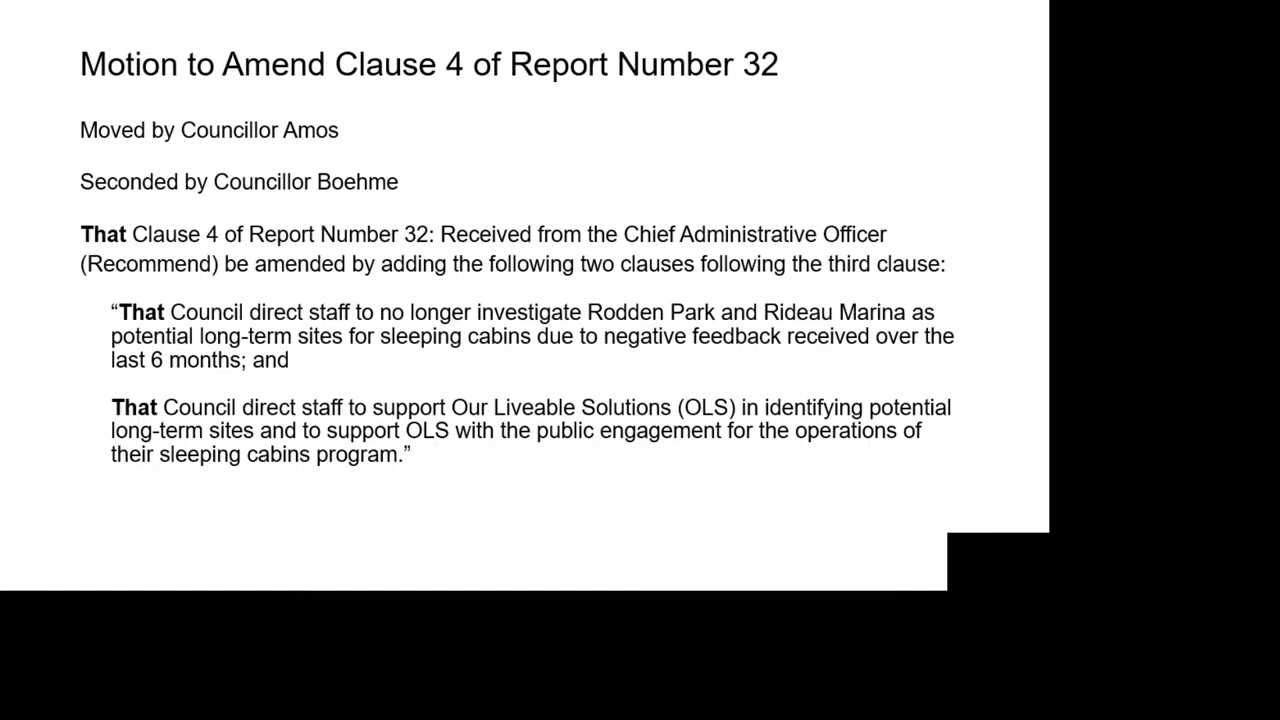 Motion to Amend Clause 4 of Report Number 32
Moved by Councillor Amos
Seconded by Councillor Boehme
That Clause 4 of Report Number 32: Received from the Chief Administrative Officer
(Recommend) be amended by adding the following two clauses following the third clause:
“That Council direct staff to no longer investigate Rodden Park and Rideau Marina as
potential long-term sites for sleeping cabins due to negative feedback received over the
last 6 months; and
That Council direct staff to support Our Liveable Solutions (OLS) in identifying potential
long-term sites and to support OLS with the public engagement for the operations of
their sleeping cabins program.”